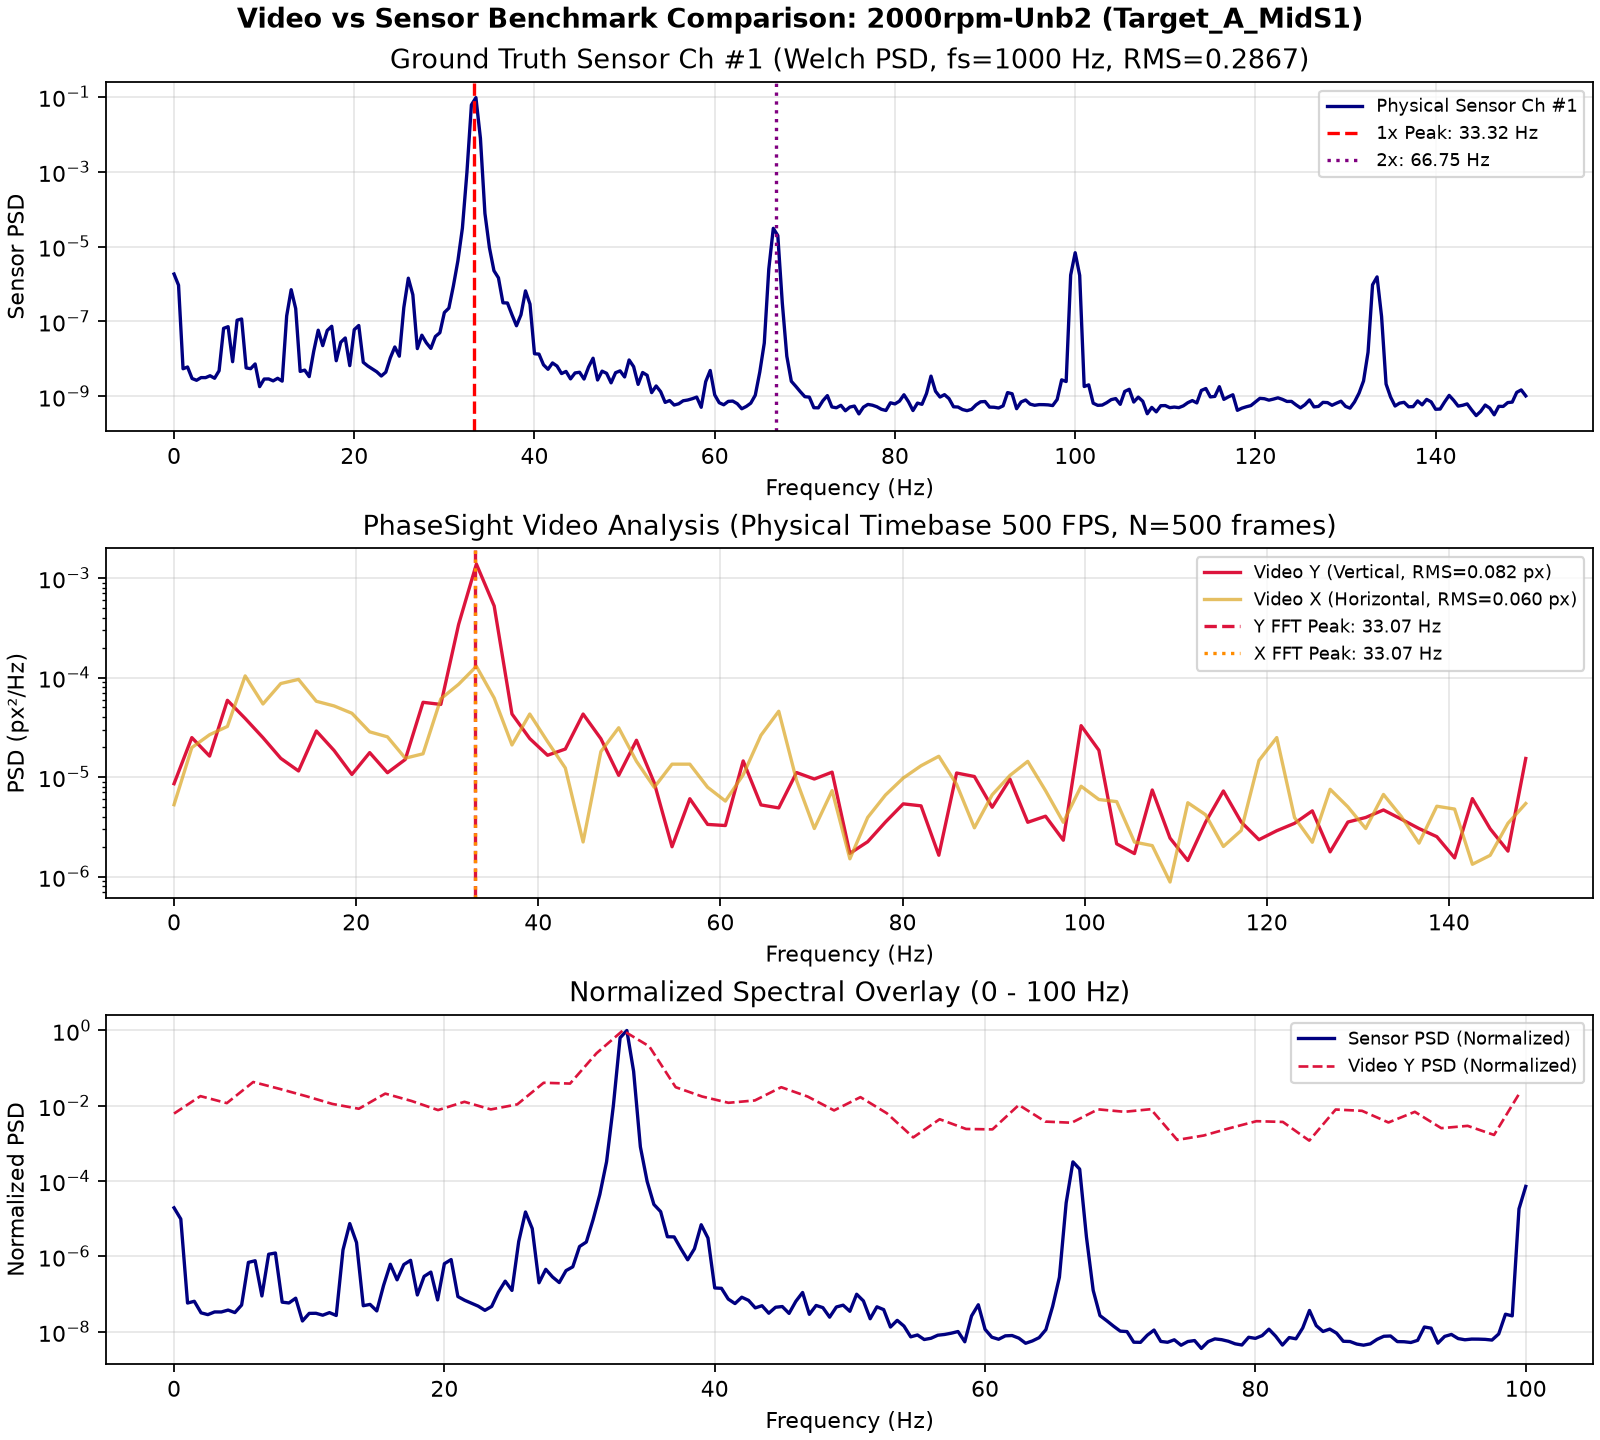 Video vs Sensor Benchmark Comparison: 2000rpm-Unb2 (Target_A_MidS1)
Ground Truth Sensor Ch #1 (Welch PSD, fs=1000 Hz, RMS=0.2867)
Sensor PSD
10⁻¹
10⁻³
10⁻⁵
10⁻⁷
10⁻⁹
Physical Sensor Ch #1
1x Peak: 33.32 Hz
2x: 66.75 Hz
0 20 40 60 80 100 120 140
Frequency (Hz)
PhaseSight Video Analysis (Physical Timebase 500 FPS, N=500 frames)
PSD (px²/Hz)
10⁻³
10⁻⁴
10⁻⁵
10⁻⁶
Video Y (Vertical, RMS=0.082 px)
Video X (Horizontal, RMS=0.060 px)
Y FFT Peak: 33.07 Hz
X FFT Peak: 33.07 Hz
0 20 40 60 80 100 120 140
Frequency (Hz)
Normalized Spectral Overlay (0 - 100 Hz)
Normalized PSD
10⁰
10⁻²
10⁻⁴
10⁻⁶
10⁻⁸
Sensor PSD (Normalized)
Video Y PSD (Normalized)
0 20 40 60 80 100
Frequency (Hz)